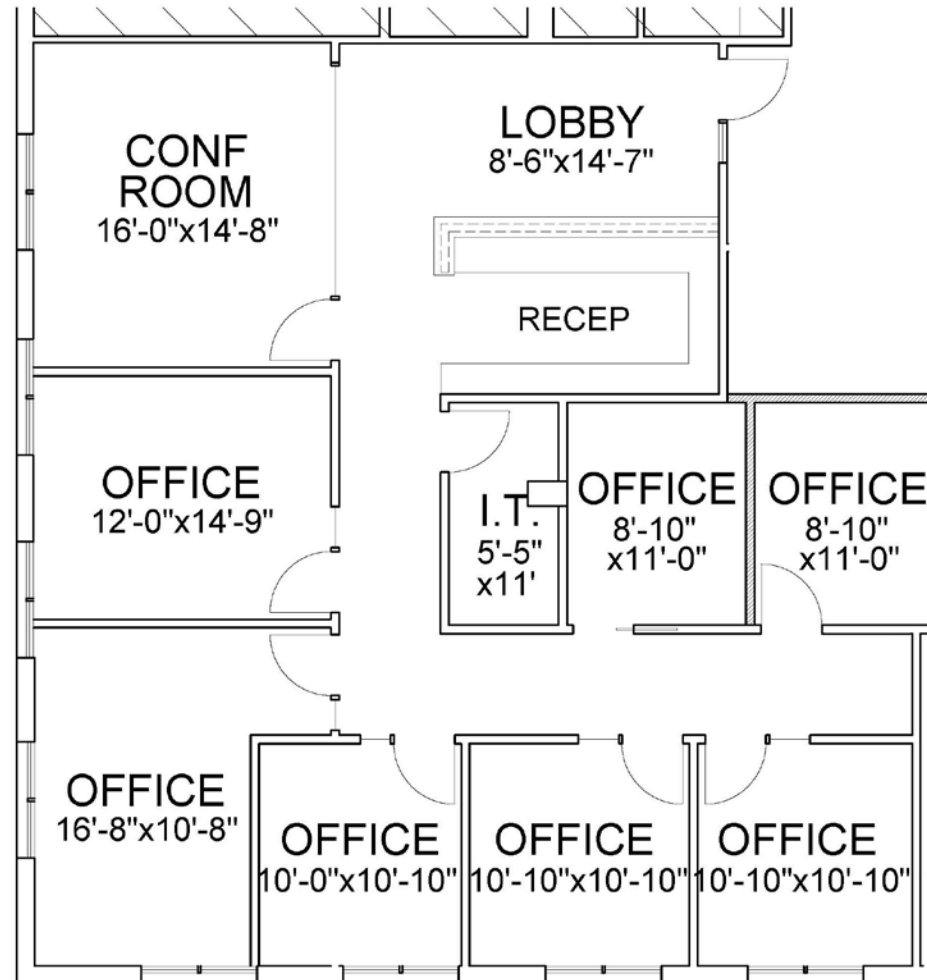 CONF
ROOM
16'-0"x14'-8"
LOBBY
8'-6"x14'-7"
RECEP
OFFICE
12'-0"x14'-9"
I.T.
5'-5"
x11'
OFFICE
8'-10"
x11'-0"
OFFICE
8'-10"
x11'-0"
OFFICE
16'-8"x10'-8"
OFFICE
10'-0"x10'-10"
OFFICE
10'-10"x10'-10"
OFFICE
10'-10"x10'-10"